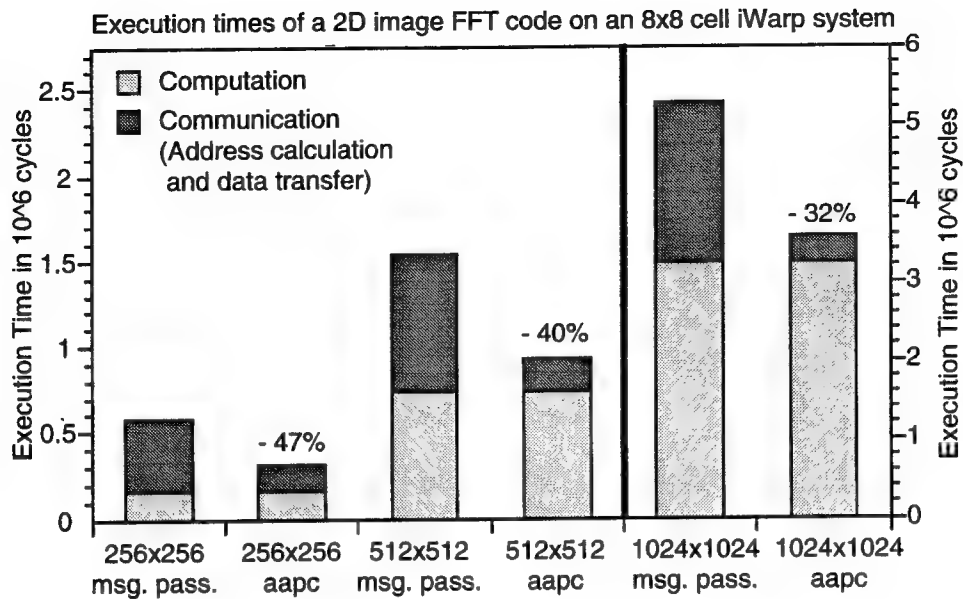 Execution times of a 2D image FFT code on an 8x8 cell iWarp system
Computation
Communication
(Address calculation
and data transfer)
Execution Time in 10^6 cycles
2.5
2
1.5
1
0.5
0
- 47%
- 40%
- 32%
6
5
4
3
2
1
0
Execution Time in 10^6 cycles
256x256 256x256 512x512 512x512 1024x1024 1024x1024
msg. pass. aapc msg. pass. aapc msg. pass. aapc